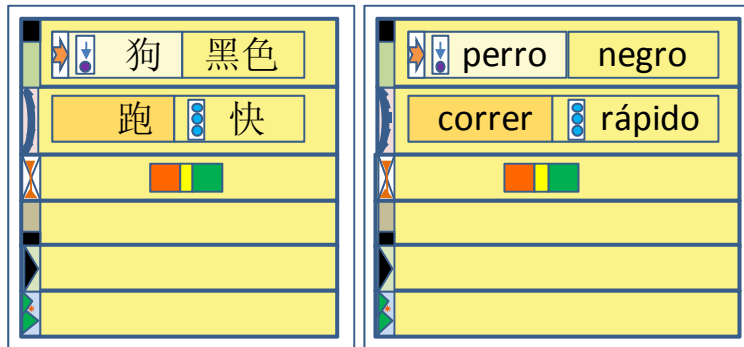 狗 黑色
跑 快
perro negro
correr rápido